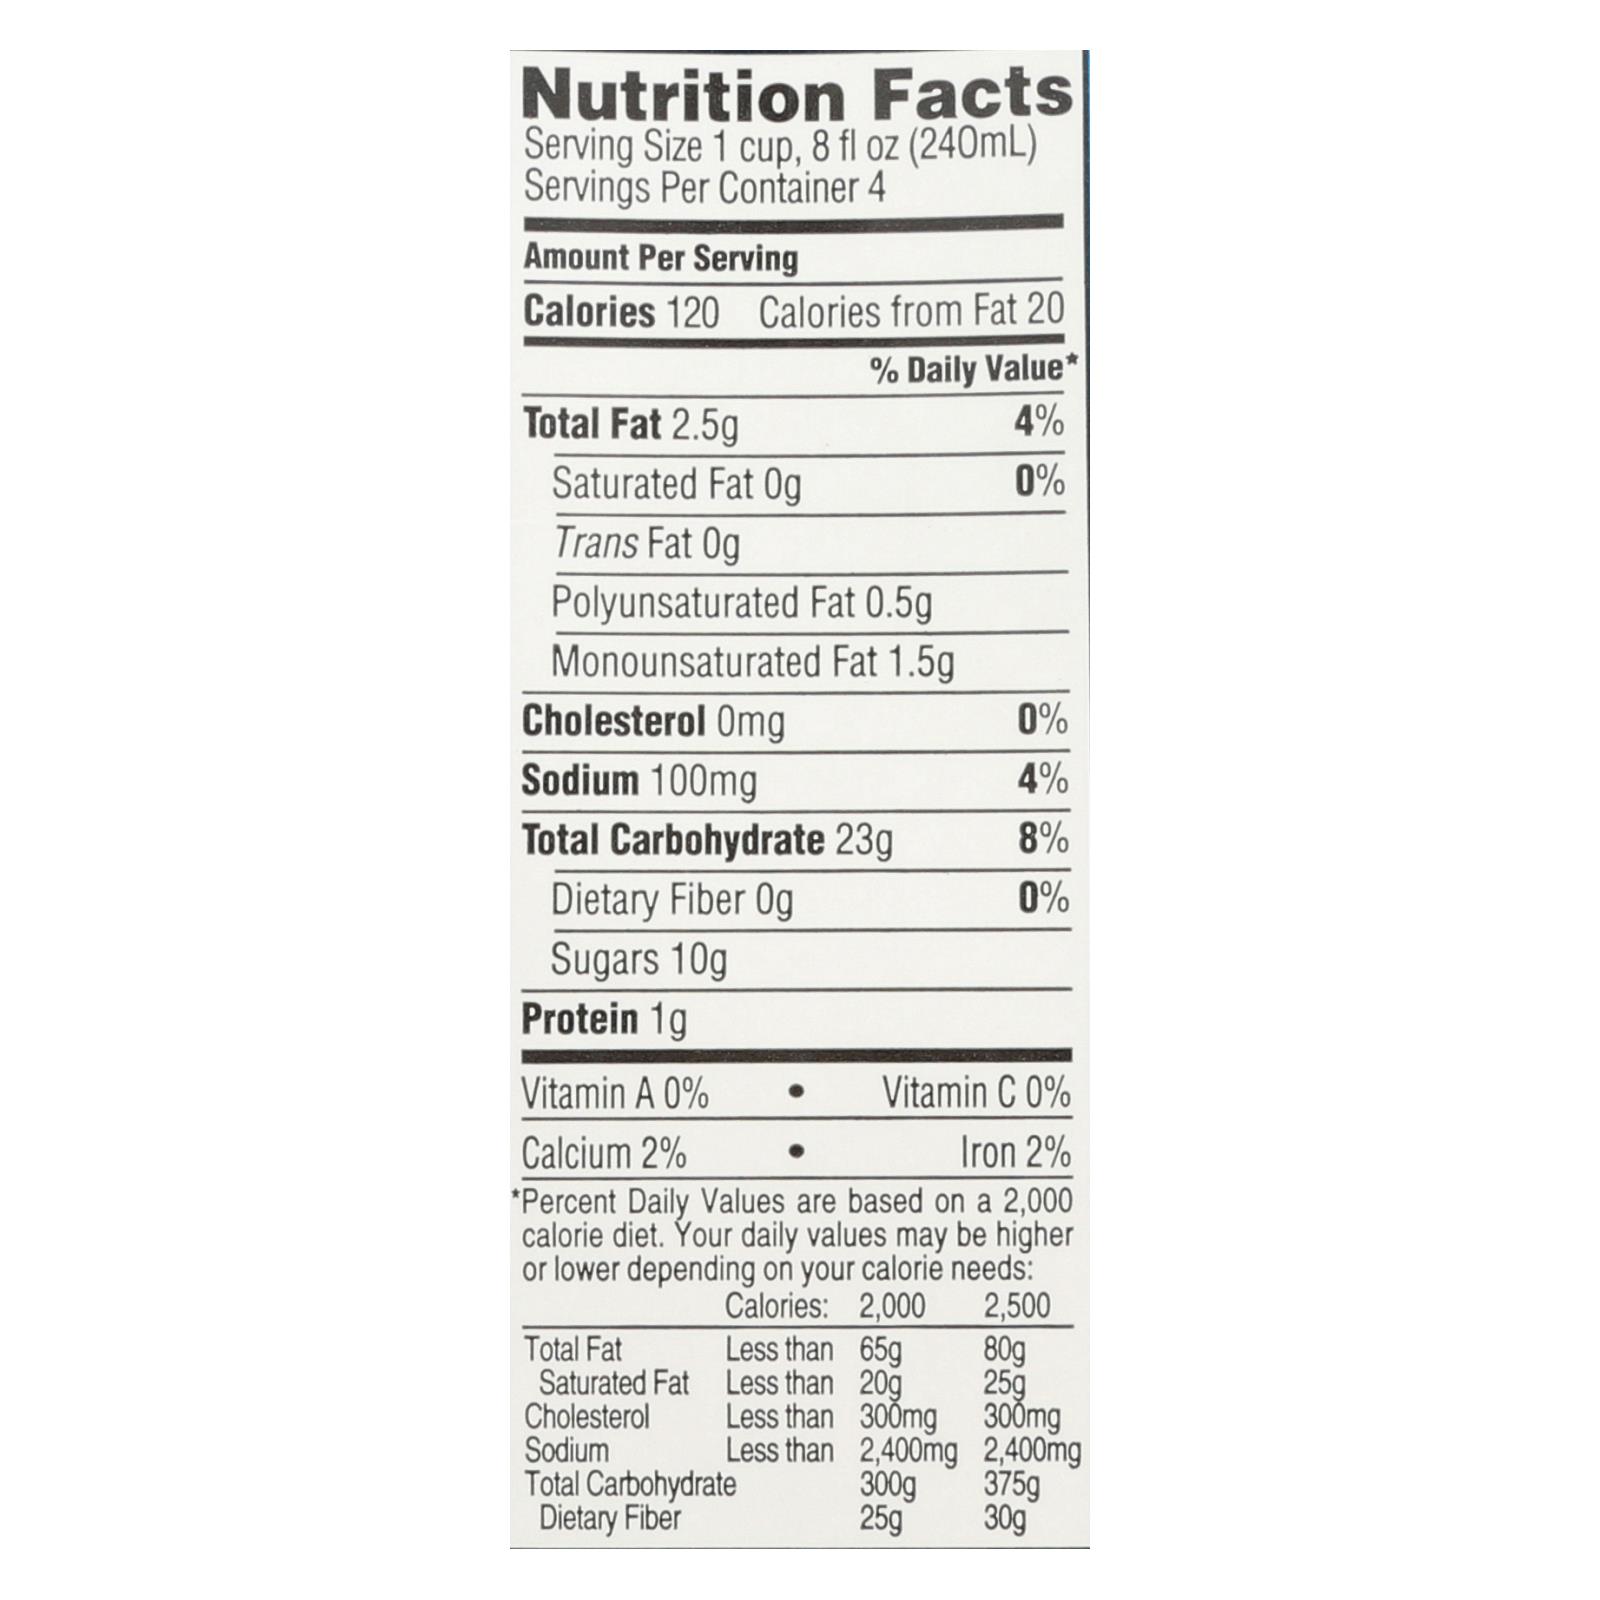 Nutrition Facts
Serving Size 1 cup, 8 fl oz (240mL)
Servings Per Container 4
Amount Per Serving
Calories 120 Calories from Fat 20
% Daily Value*
Total Fat 2.5g 4%
Saturated Fat 0g 0%
Trans Fat 0g
Polyunsaturated Fat 0.5g
Monounsaturated Fat 1.5g
Cholesterol 0mg 0%
Sodium 100mg 4%
Total Carbohydrate 23g 8%
Dietary Fiber 0g 0%
Sugars 10g
Protein 1g
Vitamin A 0% • Vitamin C 0%
Calcium 2% • Iron 2%
*Percent Daily Values are based on a 2,000
calorie diet. Your daily values may be higher
or lower depending on your calorie needs:
Calories: 2,000 2,500
Total Fat Less than 65g 80g
Saturated Fat Less than 20g 25g
Cholesterol Less than 300mg 300mg
Sodium Less than 2,400mg 2,400mg
Total Carbohydrate 300g 375g
Dietary Fiber 25g 30g